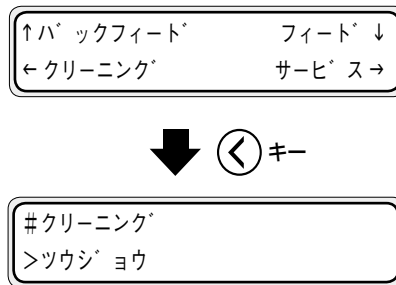 ↑バックフィード フィード↓
←クリーニング サービス→
キー
#クリーニング
>ツウジョウ